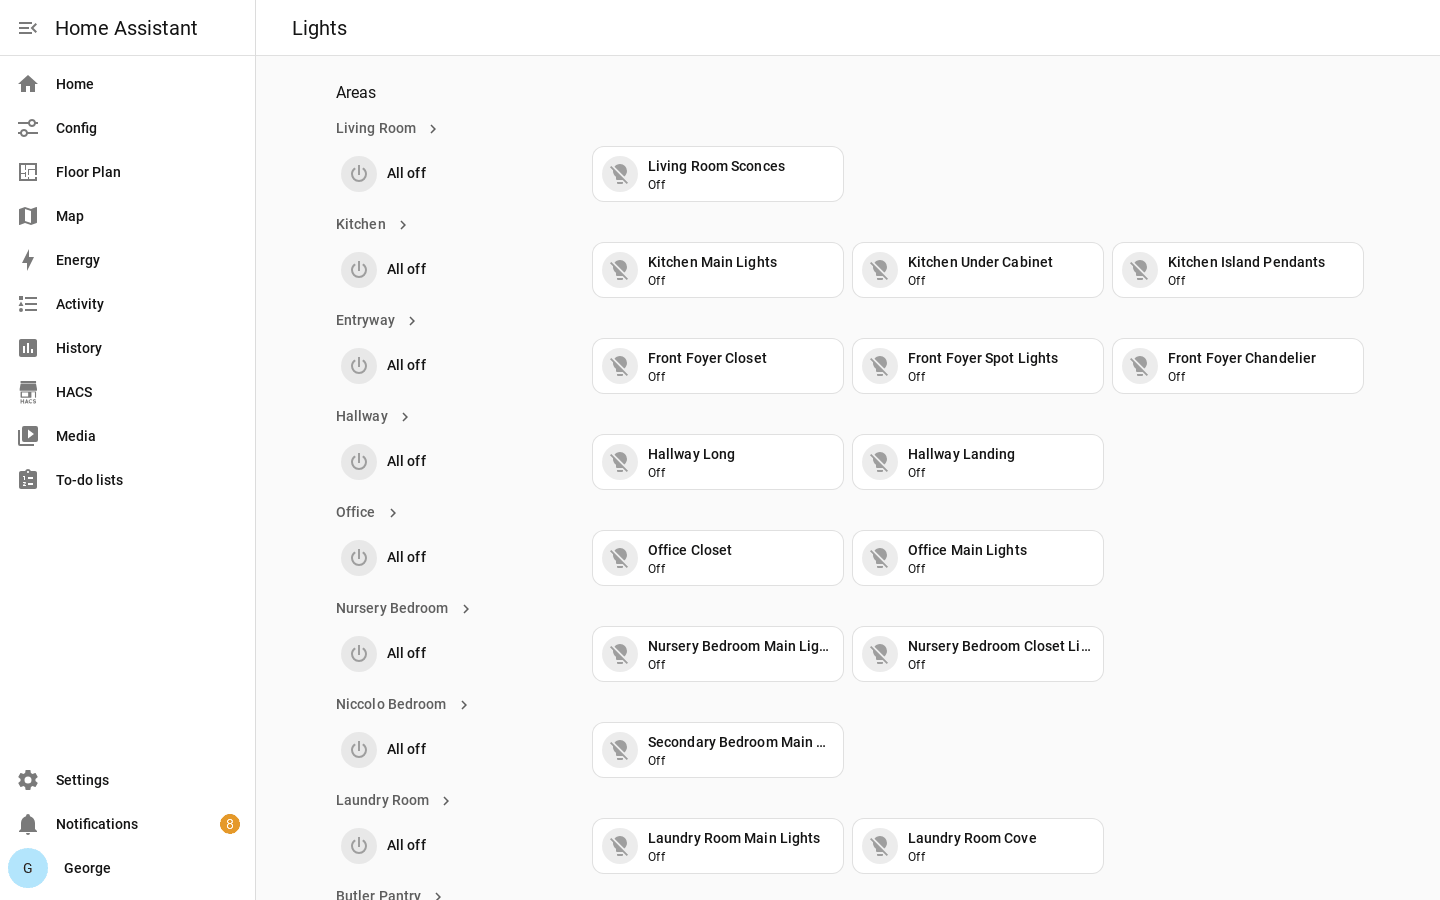 Home Assistant
Lights
Home
Config
Floor Plan
Map
Energy
Activity
History
HACS
HACS
Media
To-do lists
Settings
Notifications 8
G George
Areas
Living Room
All off
Living Room Sconces
Off
Kitchen
All off
Kitchen Main Lights
Off
Kitchen Under Cabinet
Off
Kitchen Island Pendants
Off
Entryway
All off
Front Foyer Closet
Off
Front Foyer Spot Lights
Off
Front Foyer Chandelier
Off
Hallway
All off
Hallway Long
Off
Hallway Landing
Off
Office
All off
Office Closet
Off
Office Main Lights
Off
Nursery Bedroom
All off
Nursery Bedroom Main Lig...
Off
Nursery Bedroom Closet Li...
Off
Niccolo Bedroom
All off
Secondary Bedroom Main ...
Off
Laundry Room
All off
Laundry Room Main Lights
Off
Laundry Room Cove
Off
Butler Pantry